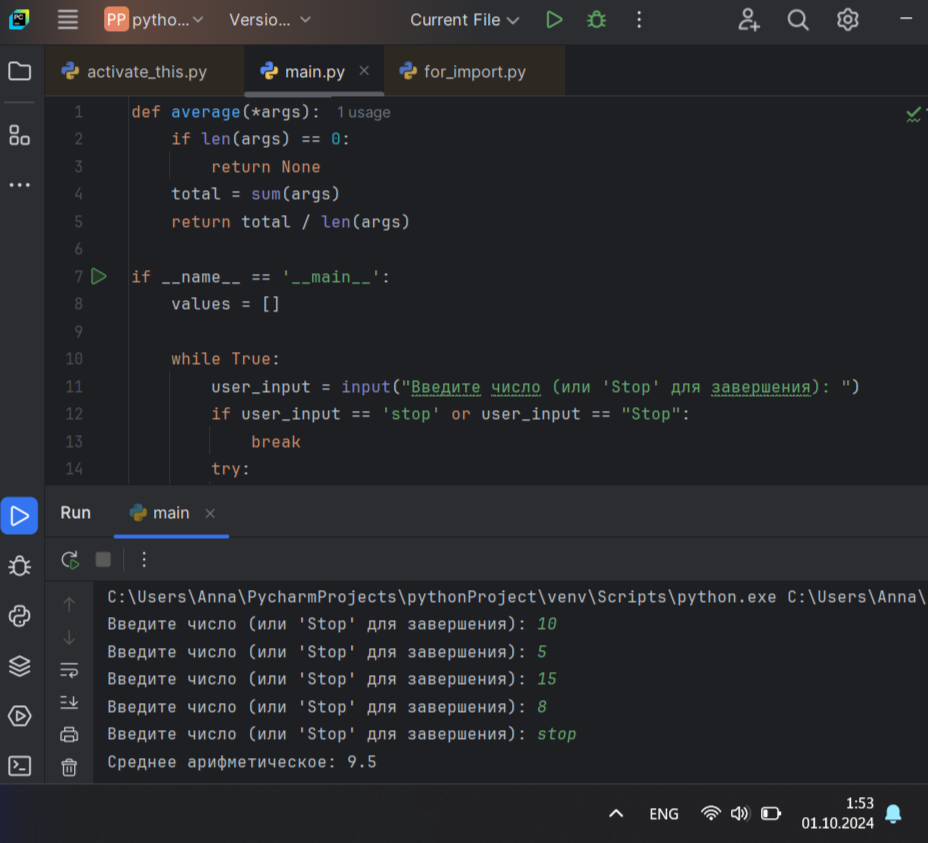 PC PP pytho... Versio... Current File
activate_this.py main.py for_import.py
1 def average(*args): 1 usage
2 if len(args) == 0:
3 return None
4 total = sum(args)
5 return total / len(args)
6
7 if __name__ == '__main__':
8 values = []
9
10 while True:
11 user_input = input("Введите число (или 'Stop' для завершения): ")
12 if user_input == 'stop' or user_input == "Stop":
13 break
14 try:
Run main
C:\Users\Anna\PycharmProjects\pythonProject\venv\Scripts\python.exe C:\Users\Anna\
Введите число (или 'Stop' для завершения): 10
Введите число (или 'Stop' для завершения): 5
Введите число (или 'Stop' для завершения): 15
Введите число (или 'Stop' для завершения): 8
Введите число (или 'Stop' для завершения): stop
Среднее арифметическое: 9.5
ENG 1:53
01.10.2024